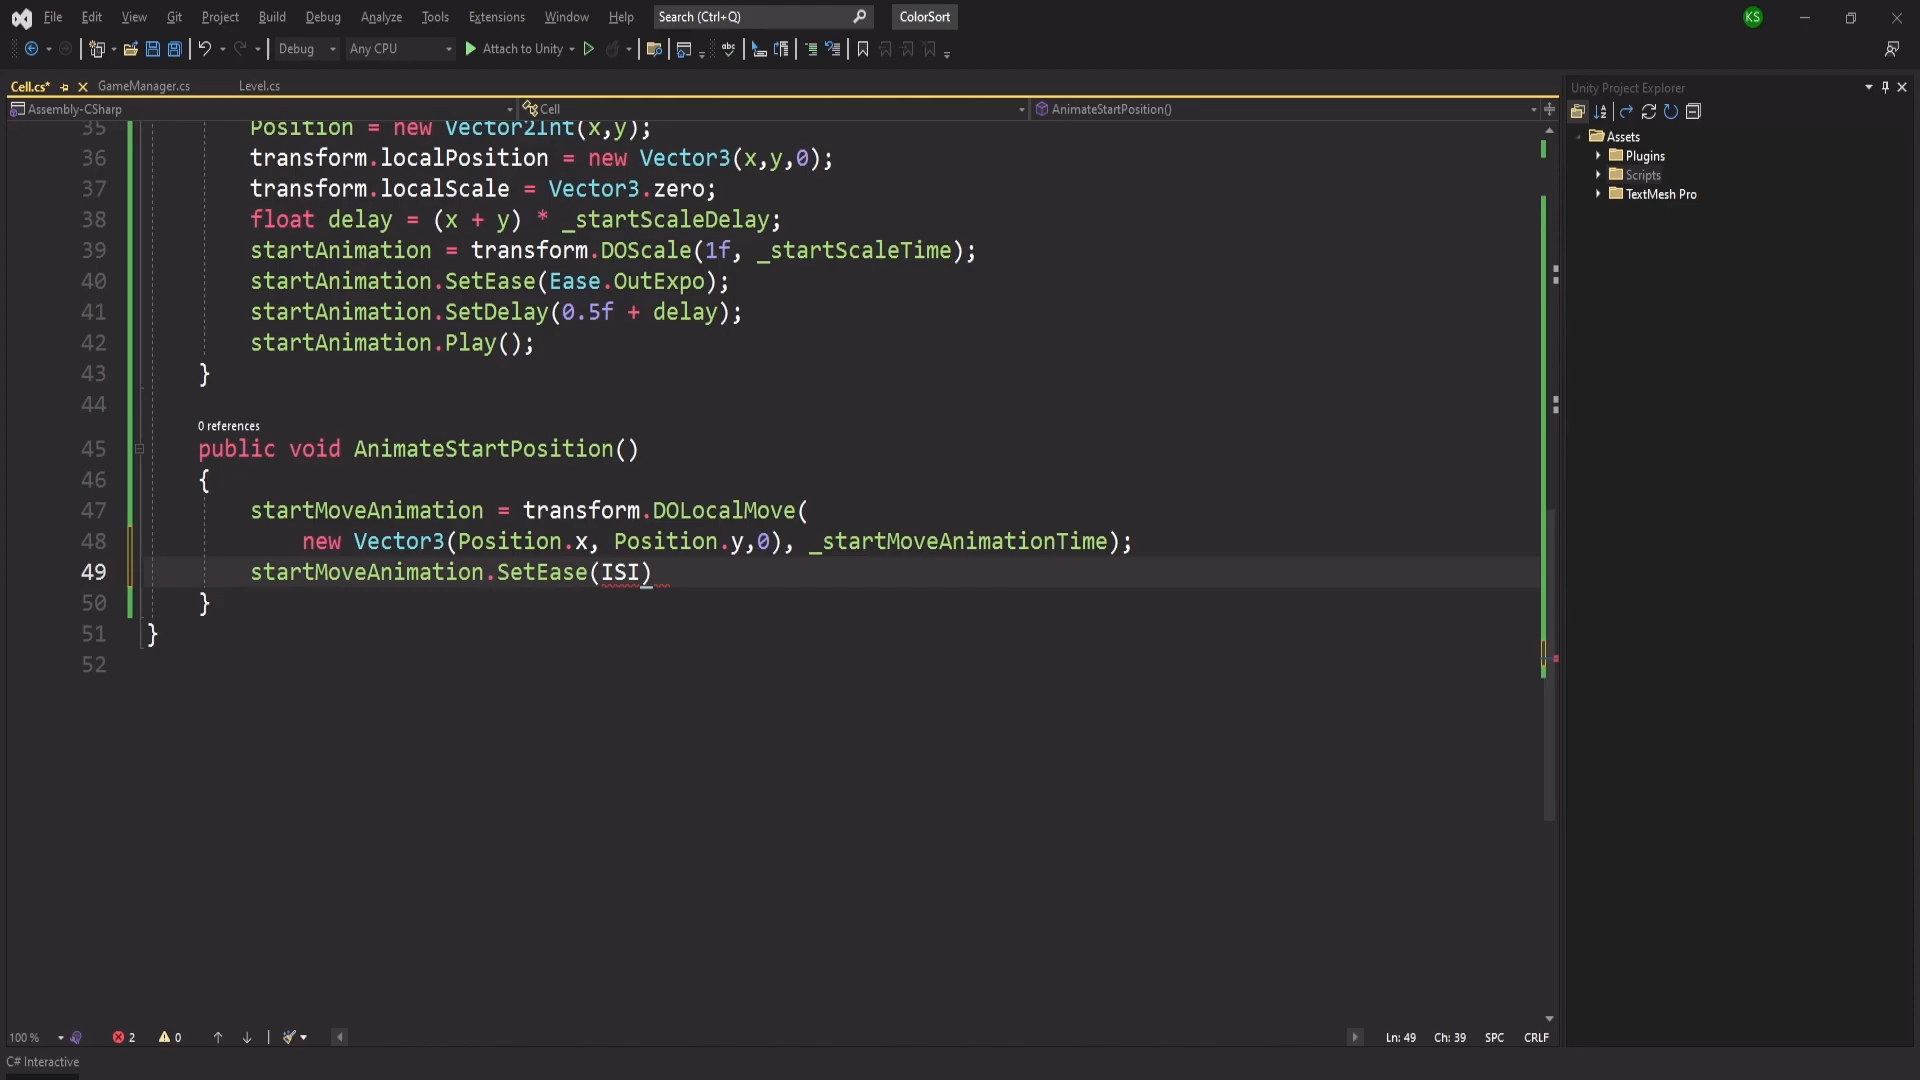 File Edit View Git Project Build Debug Analyze Tools Extensions Window Help Search (Ctrl+Q) ColorSort KS
Debug Any CPU Attach to Unity
Cell.cs* GameManager.cs Level.cs
Assembly-CSharp Cell AnimateStartPosition()
35 Position = new Vector2Int(x,y);
36 transform.localPosition = new Vector3(x,y,0);
37 transform.localScale = Vector3.zero;
38 float delay = (x + y) * _startScaleDelay;
39 startAnimation = transform.DOScale(1f, _startScaleTime);
40 startAnimation.SetEase(Ease.OutExpo);
41 startAnimation.SetDelay(0.5f + delay);
42 startAnimation.Play();
43 }
44
0 references
45 public void AnimateStartPosition()
46 {
47 startMoveAnimation = transform.DOLocalMove(
48 new Vector3(Position.x, Position.y,0), _startMoveAnimationTime);
49 startMoveAnimation.SetEase(ISI)
50 }
51 }
52
Unity Project Explorer
Assets
Plugins
Scripts
TextMesh Pro
100 % 2 0 Ln: 49 Ch: 39 SPC CRLF
C# Interactive